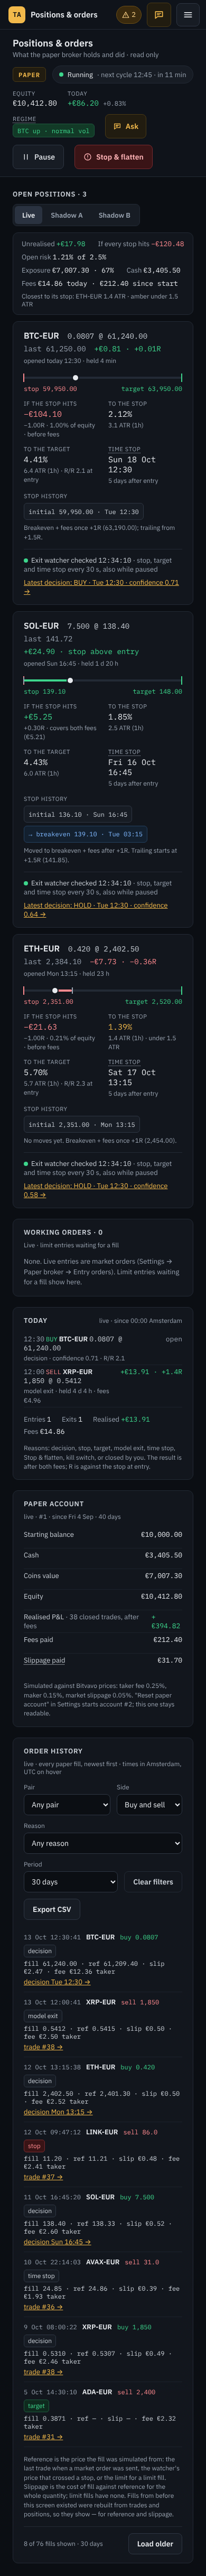 TA Positions & orders 2
Positions & orders
What the paper broker holds and did · read only
PAPER Running · next cycle 12:45 · in 11 min
EQUITY TODAY
€10,412.80 +€86.20 +0.83%
REGIME
BTC up · normal vol Ask
Pause Stop & flatten
OPEN POSITIONS · 3
Live Shadow A Shadow B
Unrealised +€17.98 If every stop hits −€120.48
Open risk 1.21% of 2.5%
Exposure €7,007.30 · 67% Cash €3,405.50
Fees €14.86 today · €212.40 since start
Closest to its stop: ETH-EUR 1.4 ATR · amber under 1.5
ATR
BTC-EUR 0.0807 @ 61,240.00
last 61,250.00 +€0.81 · +0.01R
opened today 12:30 · held 4 min
stop 59,950.00 target 63,950.00
IF THE STOP HITS TO THE STOP
−€104.10 2.12%
−1.00R · 1.00% of equity 3.1 ATR (1h)
· before fees
TO THE TARGET TIME STOP
4.41% Sun 18 Oct
12:30
6.4 ATR (1h) · R/R 2.1 at
entry 5 days after entry
STOP HISTORY
initial 59,950.00 · Tue 12:30
Breakeven + fees once +1R (63,190.00); trailing from
+1.5R.
Exit watcher checked 12:34:10 · stop, target
and time stop every 30 s, also while paused
Latest decision: BUY · Tue 12:30 · confidence 0.71
→
SOL-EUR 7.500 @ 138.40
last 141.72
+€24.90 · stop above entry
opened Sun 16:45 · held 1 d 20 h
stop 139.10 target 148.00
IF THE STOP HITS TO THE STOP
+€5.25 1.85%
+0.30R · covers both fees 2.5 ATR (1h)
(€5.21)
TO THE TARGET TIME STOP
4.43% Fri 16 Oct
16:45
6.0 ATR (1h) 5 days after entry
STOP HISTORY
initial 136.10 · Sun 16:45
→ breakeven 139.10 · Tue 03:15
Moved to breakeven + fees after +1R. Trailing starts at
+1.5R (141.85).
Exit watcher checked 12:34:10 · stop, target
and time stop every 30 s, also while paused
Latest decision: HOLD · Tue 12:30 · confidence
0.64 →
ETH-EUR 0.420 @ 2,402.50
last 2,384.10 −€7.73 · −0.36R
opened Mon 13:15 · held 23 h
stop 2,351.00 target 2,520.00
IF THE STOP HITS TO THE STOP
−€21.63 1.39%
−1.00R · 0.21% of equity 1.4 ATR (1h) · under 1.5
· before fees ATR
TO THE TARGET TIME STOP
5.70% Sat 17 Oct
13:15
5.7 ATR (1h) · R/R 2.3 at
entry 5 days after entry
STOP HISTORY
initial 2,351.00 · Mon 13:15
No moves yet. Breakeven + fees once +1R (2,454.00).
Exit watcher checked 12:34:10 · stop, target
and time stop every 30 s, also while paused
Latest decision: HOLD · Tue 12:30 · confidence
0.58 →
WORKING ORDERS · 0
Live · limit entries waiting for a fill
None. Live entries are market orders (Settings →
Paper broker → Entry orders). Limit entries waiting
for a fill show here.
TODAY live · since 00:00 Amsterdam
12:30 BUY BTC-EUR 0.0807 @ open
61,240.00
decision · confidence 0.71 · R/R 2.1
12:00 SELL XRP-EUR +€13.91 · +1.4R
1,850 @ 0.5412
model exit · held 4 d 4 h · fees
€4.96
Entries 1 Exits 1 Realised +€13.91
Fees €14.86
Reasons: decision, stop, target, model exit, time stop,
Stop & flatten, kill switch, or closed by you. The result is
after both fees; R is against the stop at entry.
PAPER ACCOUNT
live · #1 · since Fri 4 Sep · 40 days
Starting balance €10,000.00
Cash €3,405.50
Coins value €7,007.30
Equity €10,412.80
Realised P&L · 38 closed trades, after +
fees €394.82
Fees paid €212.40
Slippage paid €31.70
Simulated against Bitvavo prices: taker fee 0.25%,
maker 0.15%, market slippage 0.05%. "Reset paper
account" in Settings starts account #2; this one stays
readable.
ORDER HISTORY
live · every paper fill, newest first · times in Amsterdam,
UTC on hover
Pair Side
Any pair Buy and sell
Reason
Any reason
Period
30 days Clear filters
Export CSV
13 Oct 12:30:41 BTC-EUR buy 0.0807
decision
fill 61,240.00 · ref 61,209.40 · slip
€2.47 · fee €12.36 taker
decision Tue 12:30 →
13 Oct 12:00:41 XRP-EUR sell 1,850
model exit
fill 0.5412 · ref 0.5415 · slip €0.50 ·
fee €2.50 taker
trade #38 →
12 Oct 13:15:38 ETH-EUR buy 0.420
decision
fill 2,402.50 · ref 2,401.30 · slip €0.50
· fee €2.52 taker
decision Mon 13:15 →
12 Oct 09:47:12 LINK-EUR sell 86.0
stop
fill 11.20 · ref 11.21 · slip €0.48 · fee
€2.41 taker
trade #37 →
11 Oct 16:45:20 SOL-EUR buy 7.500
decision
fill 138.40 · ref 138.33 · slip €0.52 ·
fee €2.60 taker
decision Sun 16:45 →
10 Oct 22:14:03 AVAX-EUR sell 31.0
time stop
fill 24.85 · ref 24.86 · slip €0.39 · fee
€1.93 taker
trade #36 →
9 Oct 08:00:22 XRP-EUR buy 1,850
decision
fill 0.5310 · ref 0.5307 · slip €0.49 ·
fee €2.46 taker
trade #38 →
5 Oct 14:30:10 ADA-EUR sell 2,400
target
fill 0.3871 · ref — · slip — · fee €2.32
taker
trade #31 →
Reference is the price the fill was simulated from: the
last trade when a market order was sent, the watcher's
price that crossed a stop, or the limit for a limit fill.
Slippage is the cost of fill against reference for the
whole quantity; limit fills have none. Fills from before
this screen existed were rebuilt from trades and
positions, so they show — for reference and slippage.
8 of 76 fills shown · 30 days Load older